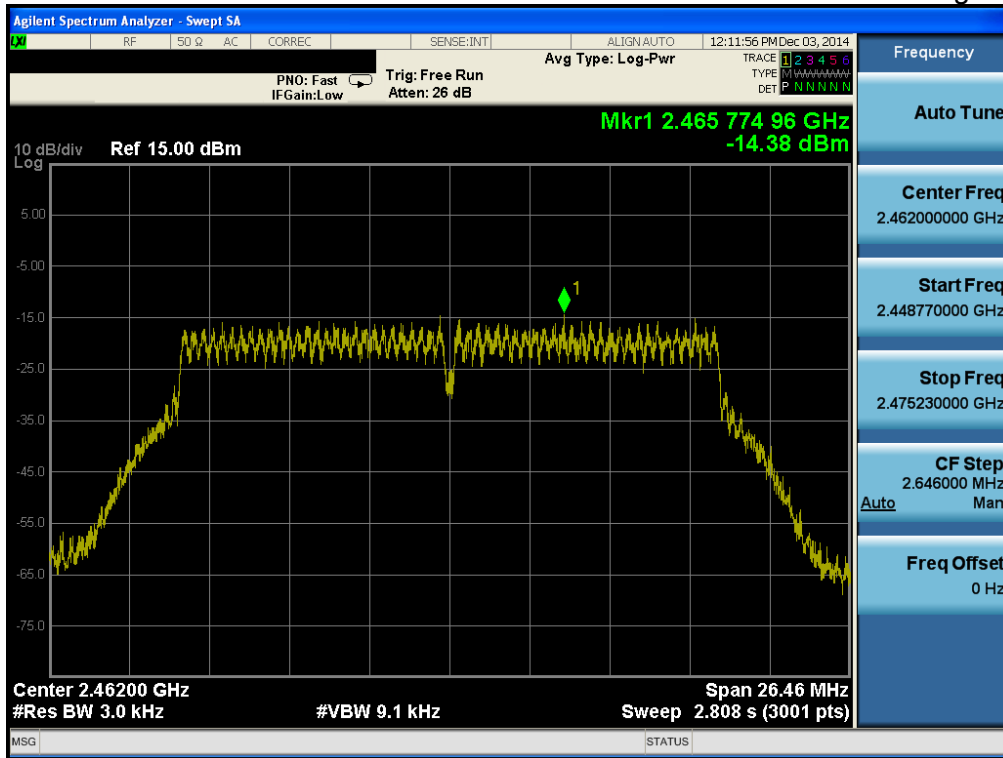 Agilent Spectrum Analyzer - Swept SA
LXI RF 50 Ω AC CORREC SENSE:INT ALIGN AUTO 12:11:56 PM Dec 03, 2014
Frequency
Avg Type: Log-Pwr TRACE 1 2 3 4 5 6
PNO: Fast Trig: Free Run TYPE M WWWWW
IFGain:Low Atten: 26 dB DET P N N N N N
Auto Tune
Mkr1 2.465 774 96 GHz
10 dB/div Ref 15.00 dBm -14.38 dBm
Log
Center Freq
2.462000000 GHz
5.00
-5.00
Start Freq
2.448770000 GHz
1
-15.0
-25.0
Stop Freq
2.475230000 GHz
-35.0
-45.0
CF Step
2.646000 MHz
Auto Man
-55.0
-65.0
Freq Offset
0 Hz
-75.0
Center 2.46200 GHz Span 26.46 MHz
#Res BW 3.0 kHz #VBW 9.1 kHz Sweep 2.808 s (3001 pts)
MSG STATUS